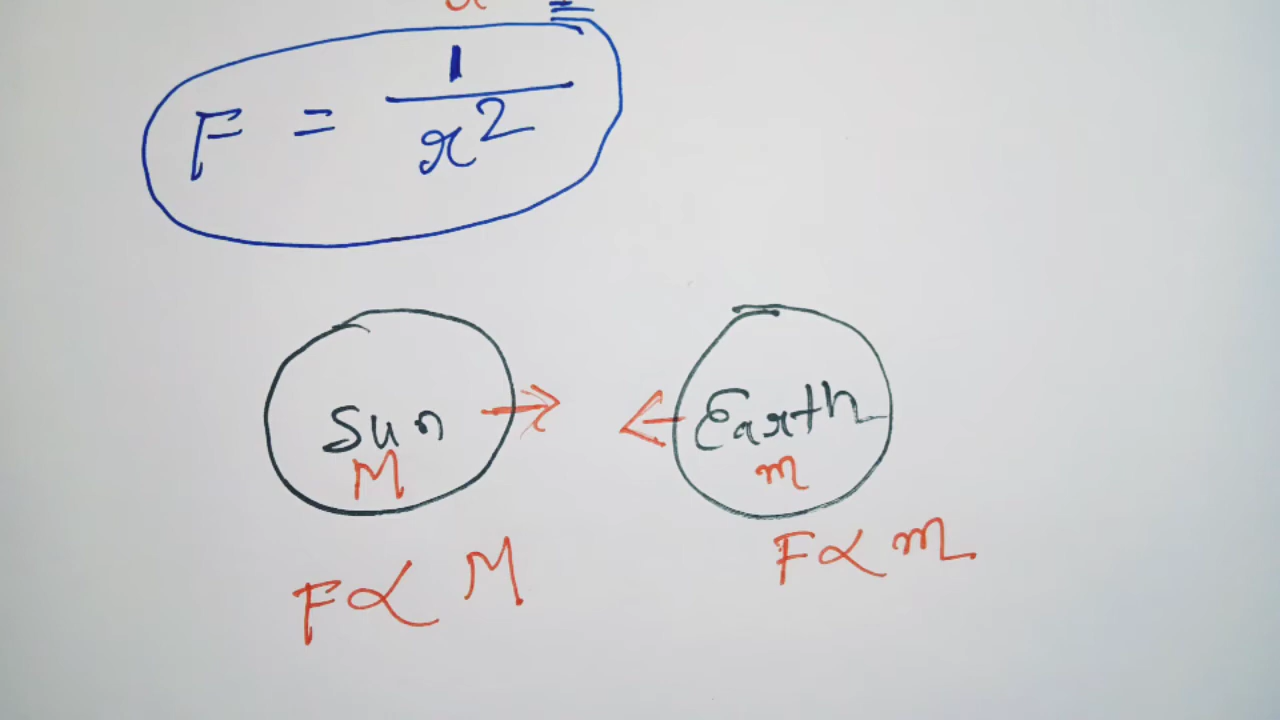 F = 1/r²
Sun
M
Earth
m
F∝ M
F∝ m